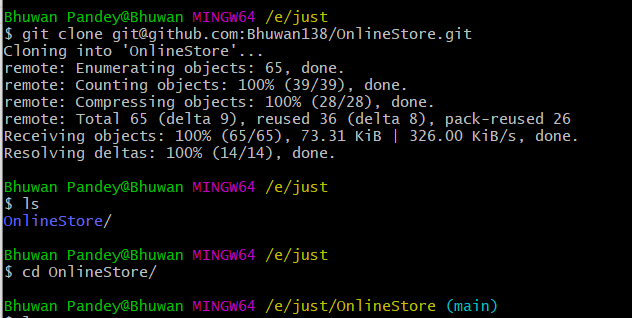 Bhuwan Pandey@Bhuwan MINGW64 /e/just
$ git clone git@github.com:Bhuwan138/OnlineStore.git
Cloning into 'OnlineStore'...
remote: Enumerating objects: 65, done.
remote: Counting objects: 100% (39/39), done.
remote: Compressing objects: 100% (28/28), done.
remote: Total 65 (delta 9), reused 36 (delta 8), pack-reused 26
Receiving objects: 100% (65/65), 73.31 KiB | 326.00 KiB/s, done.
Resolving deltas: 100% (14/14), done.
Bhuwan Pandey@Bhuwan MINGW64 /e/just
$ ls
OnlineStore/
Bhuwan Pandey@Bhuwan MINGW64 /e/just
$ cd OnlineStore/
Bhuwan Pandey@Bhuwan MINGW64 /e/just/OnlineStore (main)